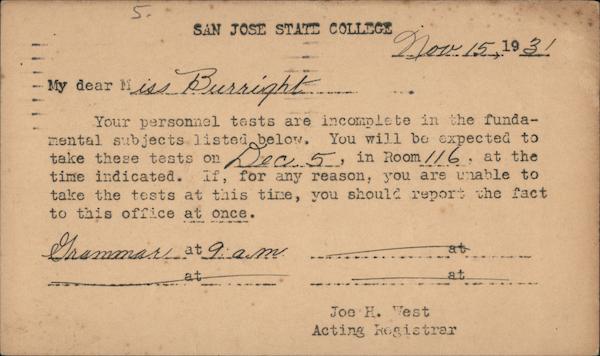 5.
SAN JOSE STATE COLLEGE
Nov 15, 1931
My dear Miss Burright
Your personnel tests are incomplete in the funda-
mental subjects listed below. You will be expected to
take these tests on Dec 5, in Room 116, at the
time indicated. If, for any reason, you are unable to
take the tests at this time, you should report the fact
to this office at once.
Grammar at 9 a.m at
at at
Joe H. West
Acting Registrar